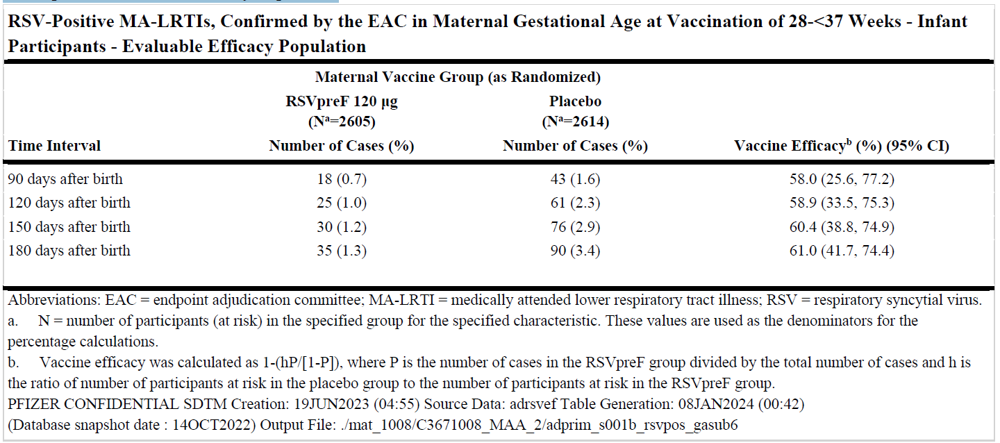 RSV-Positive MA-LRTIs, Confirmed by the EAC in Maternal Gestational Age at Vaccination of 28-<37 Weeks - Infant
Participants - Evaluable Efficacy Population
Maternal Vaccine Group (as Randomized)
RSVpreF 120 µg Placebo
(Nᵃ=2605) (Nᵃ=2614)
Time Interval Number of Cases (%) Number of Cases (%) Vaccine Efficacyᵇ (%) (95% CI)
90 days after birth 18 (0.7) 43 (1.6) 58.0 (25.6, 77.2)
120 days after birth 25 (1.0) 61 (2.3) 58.9 (33.5, 75.3)
150 days after birth 30 (1.2) 76 (2.9) 60.4 (38.8, 74.9)
180 days after birth 35 (1.3) 90 (3.4) 61.0 (41.7, 74.4)
Abbreviations: EAC = endpoint adjudication committee; MA-LRTI = medically attended lower respiratory tract illness; RSV = respiratory syncytial virus.
a. N = number of participants (at risk) in the specified group for the specified characteristic. These values are used as the denominators for the
percentage calculations.
b. Vaccine efficacy was calculated as 1-(hP/[1-P]), where P is the number of cases in the RSVpreF group divided by the total number of cases and h is
the ratio of number of participants at risk in the placebo group to the number of participants at risk in the RSVpreF group.
PFIZER CONFIDENTIAL SDTM Creation: 19JUN2023 (04:55) Source Data: adrsvef Table Generation: 08JAN2024 (00:42)
(Database snapshot date : 14OCT2022) Output File: ./mat_1008/C3671008_MAA_2/adprim_s001b_rsvpos_gasub6